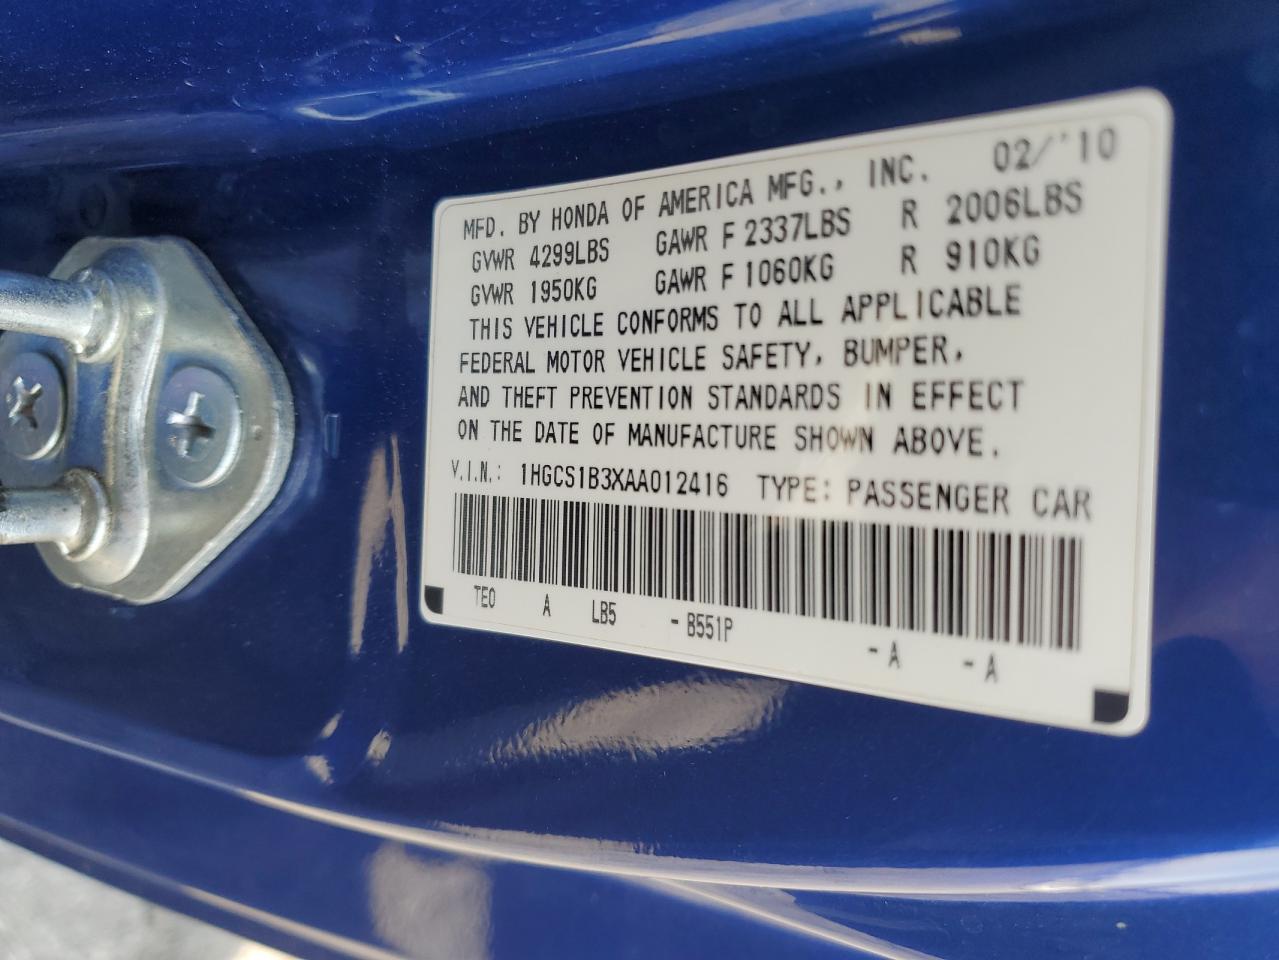 MFD. BY HONDA OF AMERICA MFG., INC. 02/'10
GVWR 4299LBS GAWR F 2337LBS R 2006LBS
GVWR 1950KG GAWR F 1060KG R 910KG
THIS VEHICLE CONFORMS TO ALL APPLICABLE
FEDERAL MOTOR VEHICLE SAFETY, BUMPER,
AND THEFT PREVENTION STANDARDS IN EFFECT
ON THE DATE OF MANUFACTURE SHOWN ABOVE.
V.I.N.: 1HGCS1B3XAA012416 TYPE: PASSENGER CAR
TE0 A LB5 -B551P -A -A